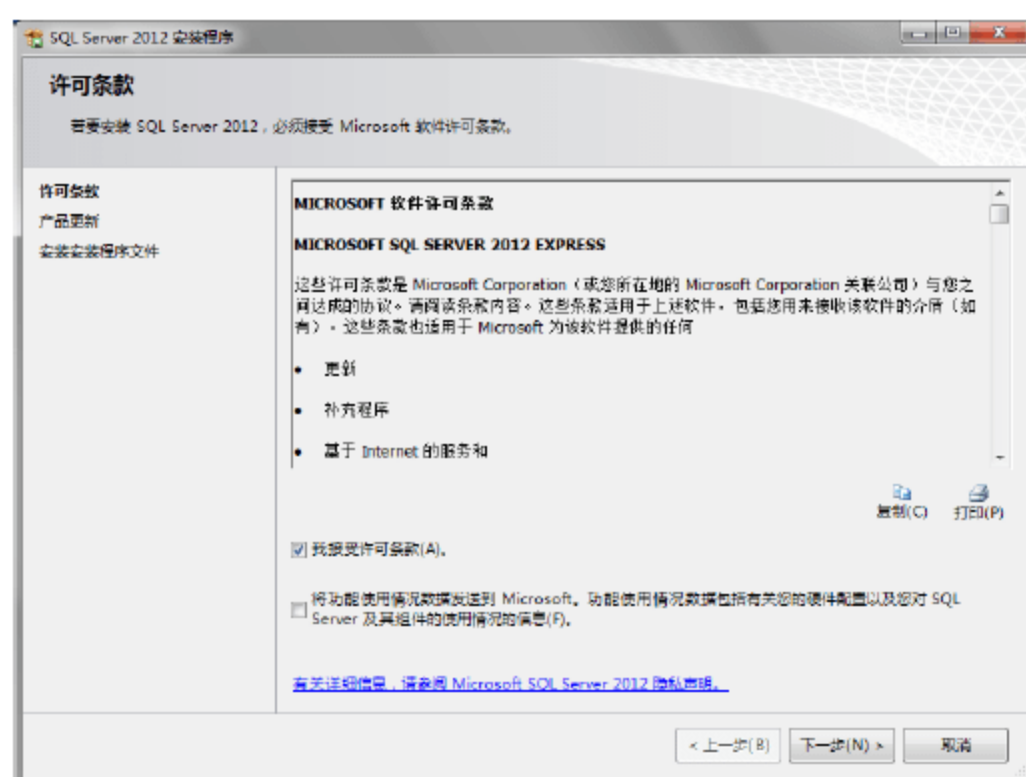 SQL Server 2012 安装程序
许可条款
若要安装 SQL Server 2012，必须接受 Microsoft 软件许可条款。
许可条款
产品更新
安装安装程序文件
MICROSOFT 软件许可条款
MICROSOFT SQL SERVER 2012 EXPRESS
这些许可条款是 Microsoft Corporation（或您所在地的 Microsoft Corporation 关联公司）与您之
间达成的协议。请阅读条款内容。这些条款适用于上述软件，包括您用来接收该软件的介质（如
有）。这些条款也适用于 Microsoft 为该软件提供的任何
• 更新
• 补充程序
• 基于 Internet 的服务和
复制(C) 打印(P)
我接受许可条款(A)。
将功能使用情况数据发送到 Microsoft。功能使用情况数据包括有关您的硬件配置以及您对 SQL
Server 及其组件的使用情况的信息(F)。
有关详细信息，请参阅 Microsoft SQL Server 2012 隐私声明。
< 上一步(B) 下一步(N) > 取消